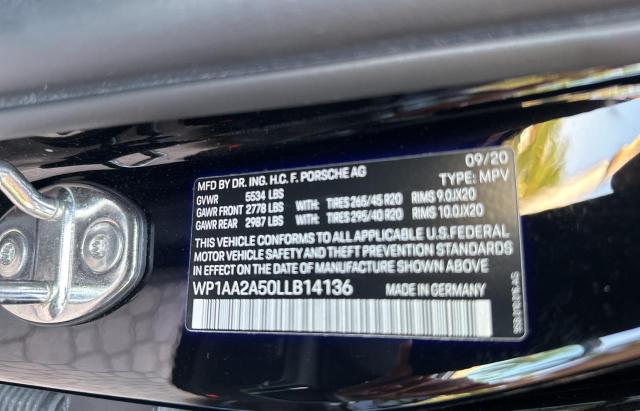 MFD BY DR. ING. H.C. F. PORSCHE AG 09/20
GVWR 5534 LBS TYPE: MPV
GAWR FRONT 2778 LBS WITH: TIRES 265/45 R20 RIMS 9.0JX20
GAWR REAR 2987 LBS WITH: TIRES 295/40 R20 RIMS 10.0JX20
THIS VEHICLE CONFORMS TO ALL APPLICABLE U.S. FEDERAL
MOTOR VEHICLE SAFETY AND THEFT PREVENTION STANDARDS
IN EFFECT ON THE DATE OF MANUFACTURE SHOWN ABOVE.
WP1AA2A50LLB14136 MADE IN GERMANY